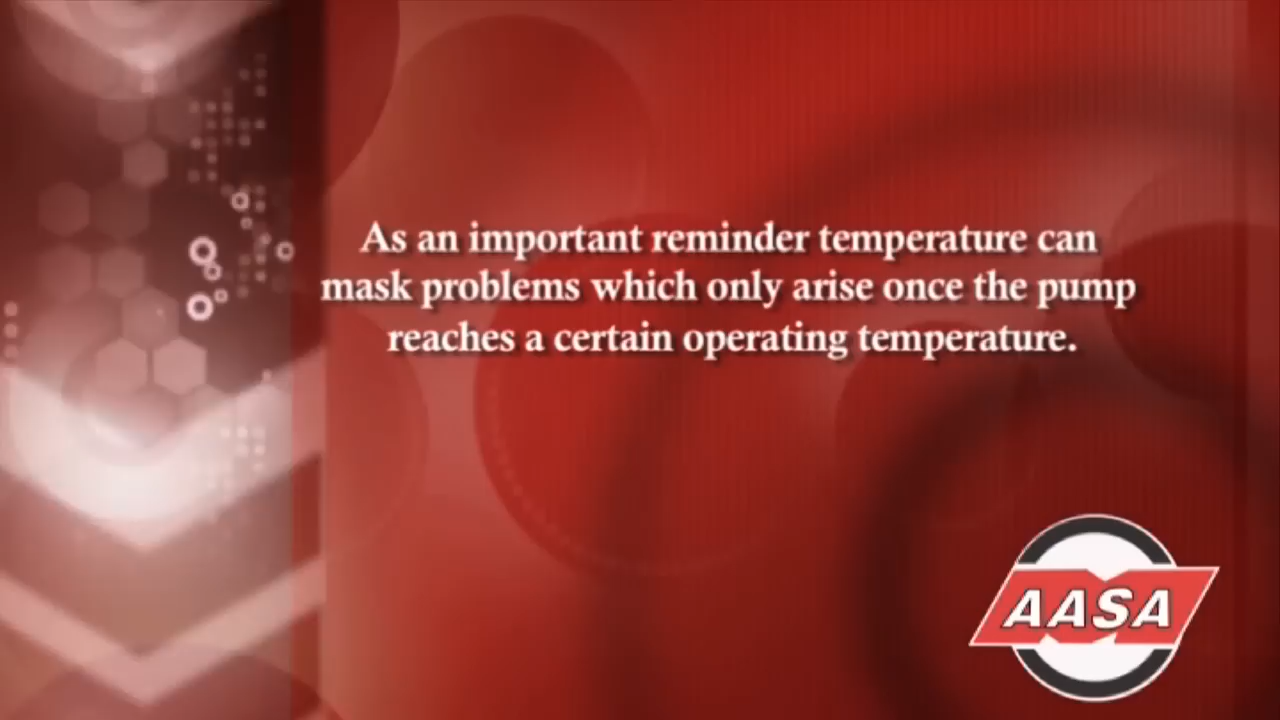 As an important reminder temperature can
mask problems which only arise once the pump
reaches a certain operating temperature.
AASA